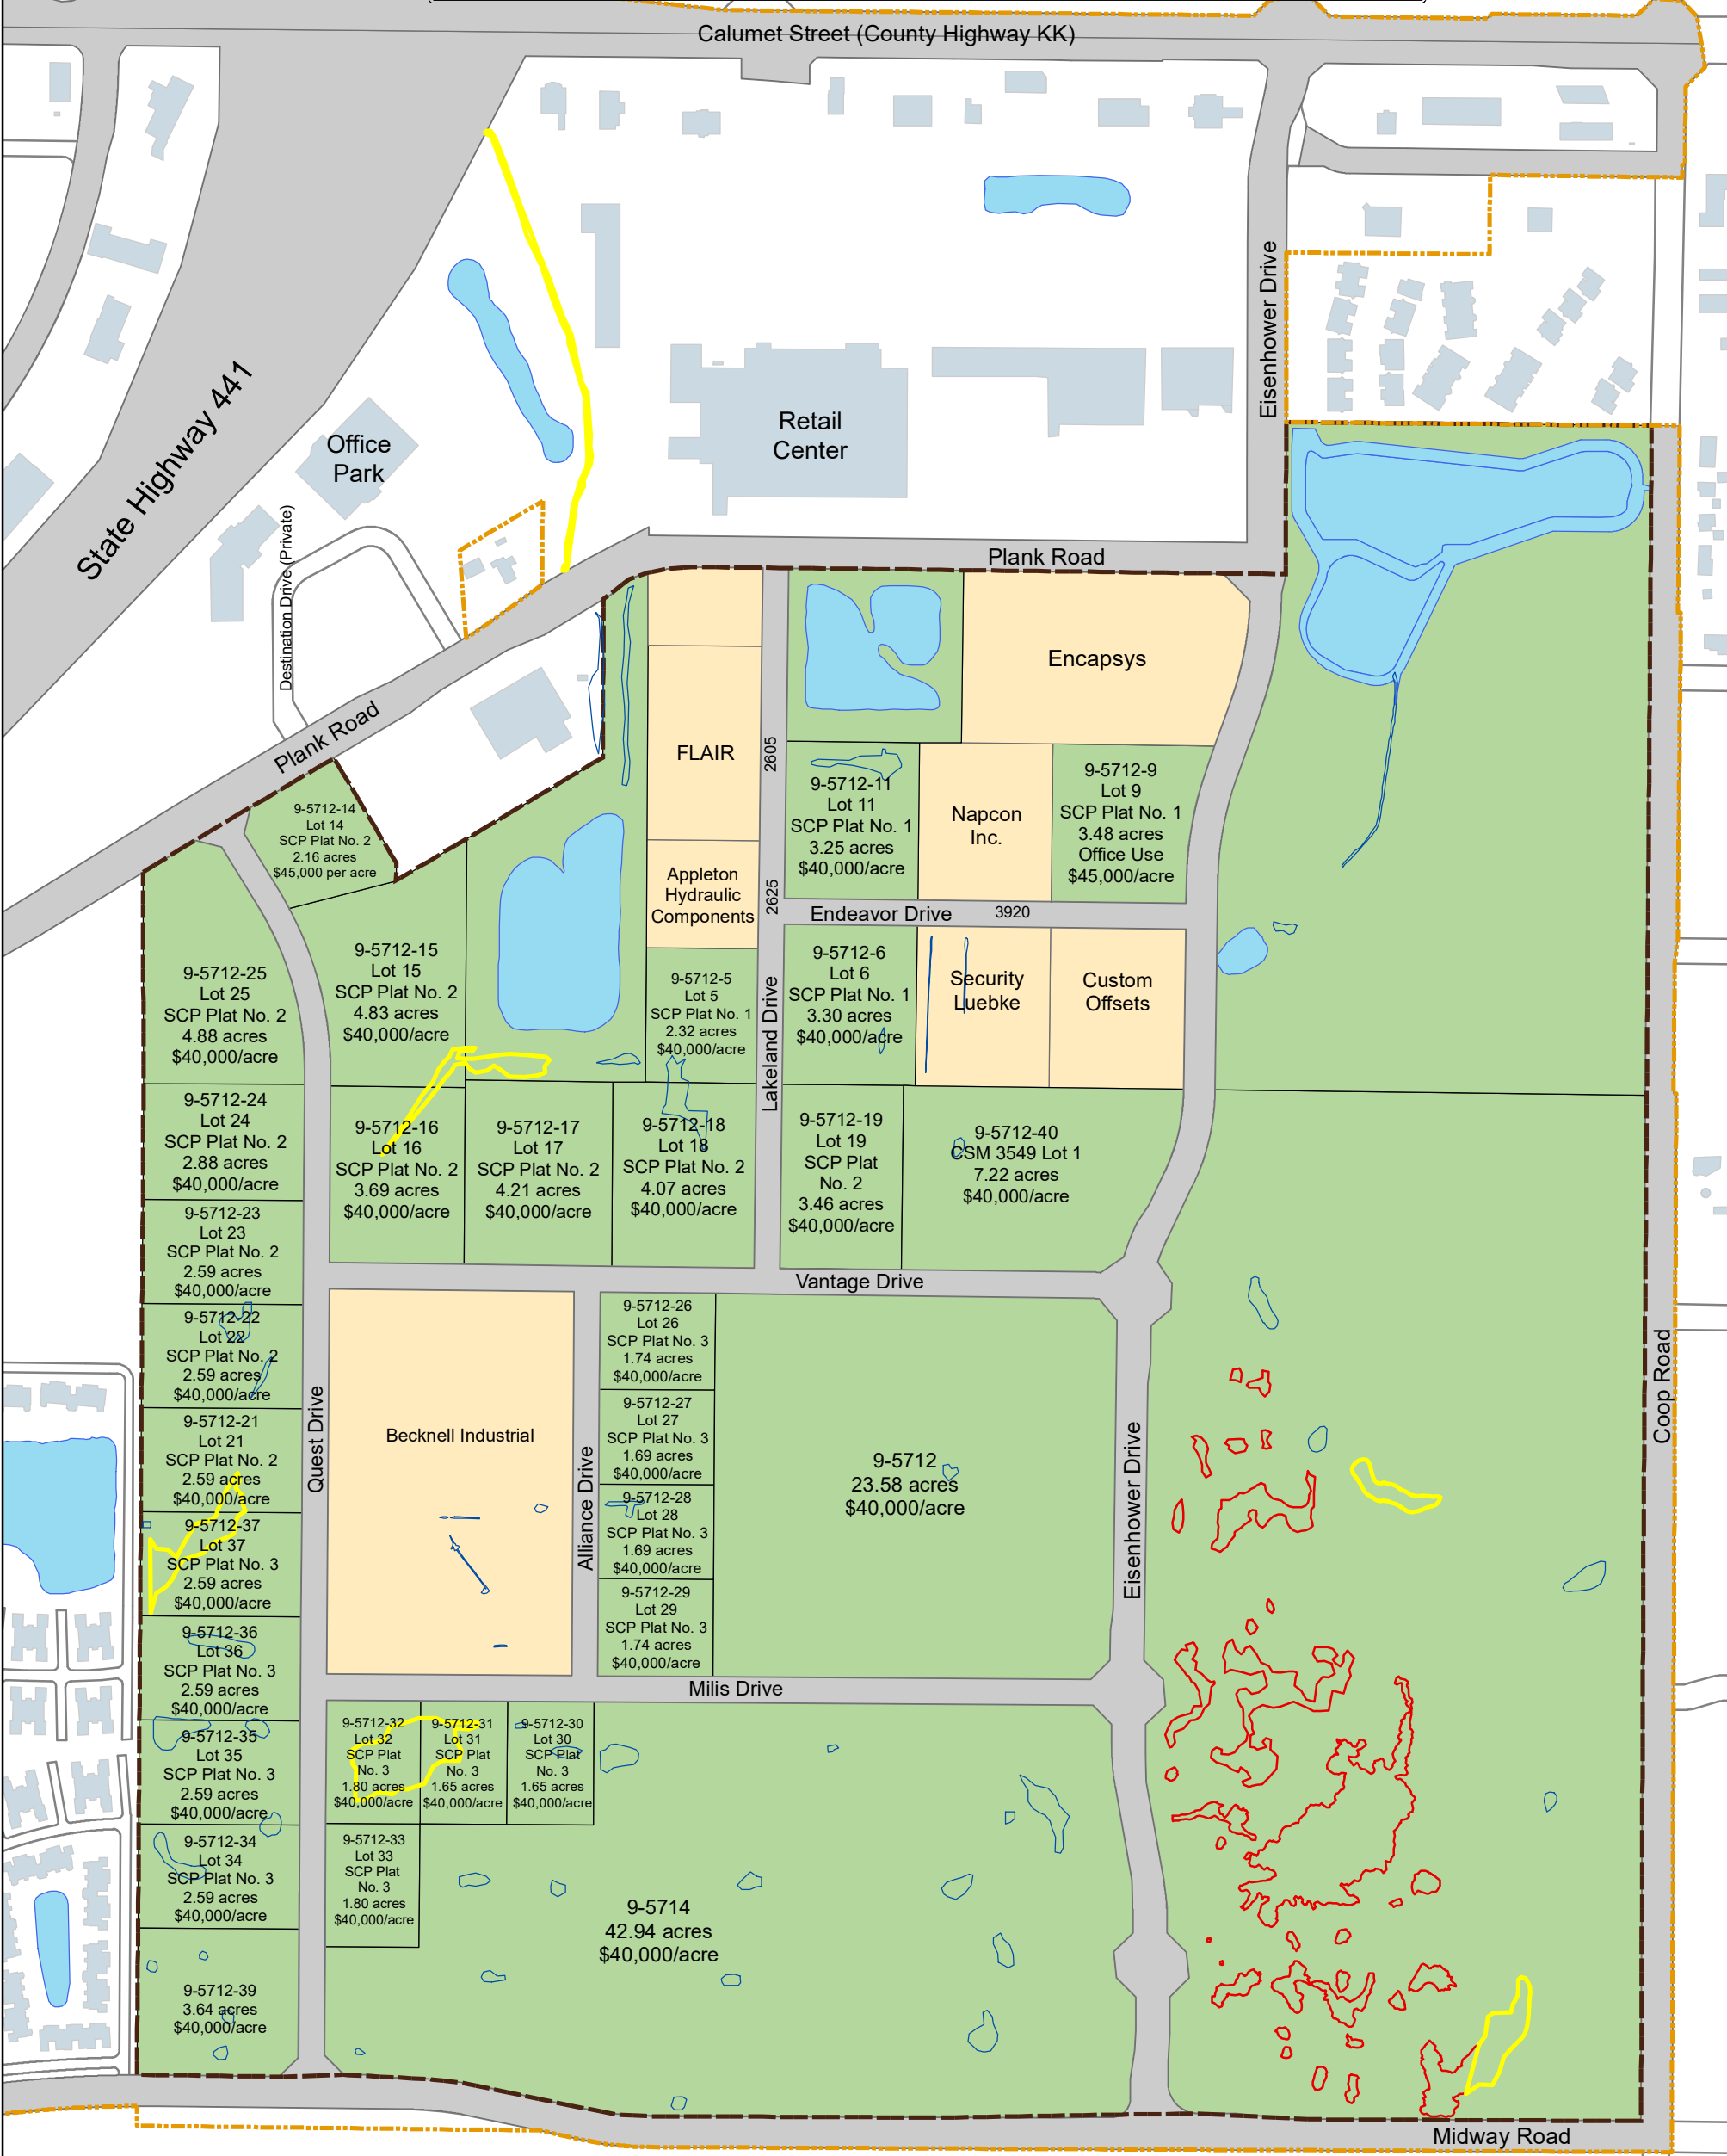 Calumet Street (County Highway KK)
State Highway 441
Office
Park
Retail
Center
Eisenhower Drive
Destination Drive (Private)
Plank Road
Plank Road
Encapsys
FLAIR
2605
9-5712-11
Lot 11
SCP Plat No. 1
3.25 acres
$40,000/acre
Napcon
Inc.
9-5712-9
Lot 9
SCP Plat No. 1
3.48 acres
Office Use
$45,000/acre
9-5712-14
Lot 14
SCP Plat No. 2
2.16 acres
$45,000 per acre
Appleton
Hydraulic
Components
2625
Endeavor Drive
3920
9-5712-25
Lot 25
SCP Plat No. 2
4.88 acres
$40,000/acre
9-5712-15
Lot 15
SCP Plat No. 2
4.83 acres
$40,000/acre
9-5712-5
Lot 5
SCP Plat No. 1
2.32 acres
$40,000/acre
Lakeland Drive
9-5712-6
Lot 6
SCP Plat No. 1
3.30 acres
$40,000/acre
Security
Luebke
Custom
Offsets
9-5712-24
Lot 24
SCP Plat No. 2
2.88 acres
$40,000/acre
9-5712-16
Lot 16
SCP Plat No. 2
3.69 acres
$40,000/acre
9-5712-17
Lot 17
SCP Plat No. 2
4.21 acres
$40,000/acre
9-5712-18
Lot 18
SCP Plat No. 2
4.07 acres
$40,000/acre
9-5712-19
Lot 19
SCP Plat
No. 2
3.46 acres
$40,000/acre
9-5712-40
CSM 3549 Lot 1
7.22 acres
$40,000/acre
9-5712-23
Lot 23
SCP Plat No. 2
2.59 acres
$40,000/acre
Vantage Drive
9-5712-22
Lot 22
SCP Plat No. 2
2.59 acres
$40,000/acre
9-5712-26
Lot 26
SCP Plat No. 3
1.74 acres
$40,000/acre
9-5712-21
Lot 21
SCP Plat No. 2
2.59 acres
$40,000/acre
Quest Drive
Becknell Industrial
Alliance Drive
9-5712-27
Lot 27
SCP Plat No. 3
1.69 acres
$40,000/acre
9-5712
23.58 acres
$40,000/acre
Eisenhower Drive
Coop Road
9-5712-28
Lot 28
SCP Plat No. 3
1.69 acres
$40,000/acre
9-5712-37
Lot 37
SCP Plat No. 3
2.59 acres
$40,000/acre
9-5712-29
Lot 29
SCP Plat No. 3
1.74 acres
$40,000/acre
9-5712-36
Lot 36
SCP Plat No. 3
2.59 acres
$40,000/acre
Milis Drive
9-5712-35
Lot 35
SCP Plat No. 3
2.59 acres
$40,000/acre
9-5712-32
Lot 32
SCP Plat
No. 3
1.80 acres
$40,000/acre
9-5712-31
Lot 31
SCP Plat
No. 3
1.65 acres
$40,000/acre
9-5712-30
Lot 30
SCP Plat
No. 3
1.65 acres
$40,000/acre
9-5712-34
Lot 34
SCP Plat No. 3
2.59 acres
$40,000/acre
9-5712-33
Lot 33
SCP Plat
No. 3
1.80 acres
$40,000/acre
9-5714
42.94 acres
$40,000/acre
9-5712-39
3.64 acres
$40,000/acre
Midway Road